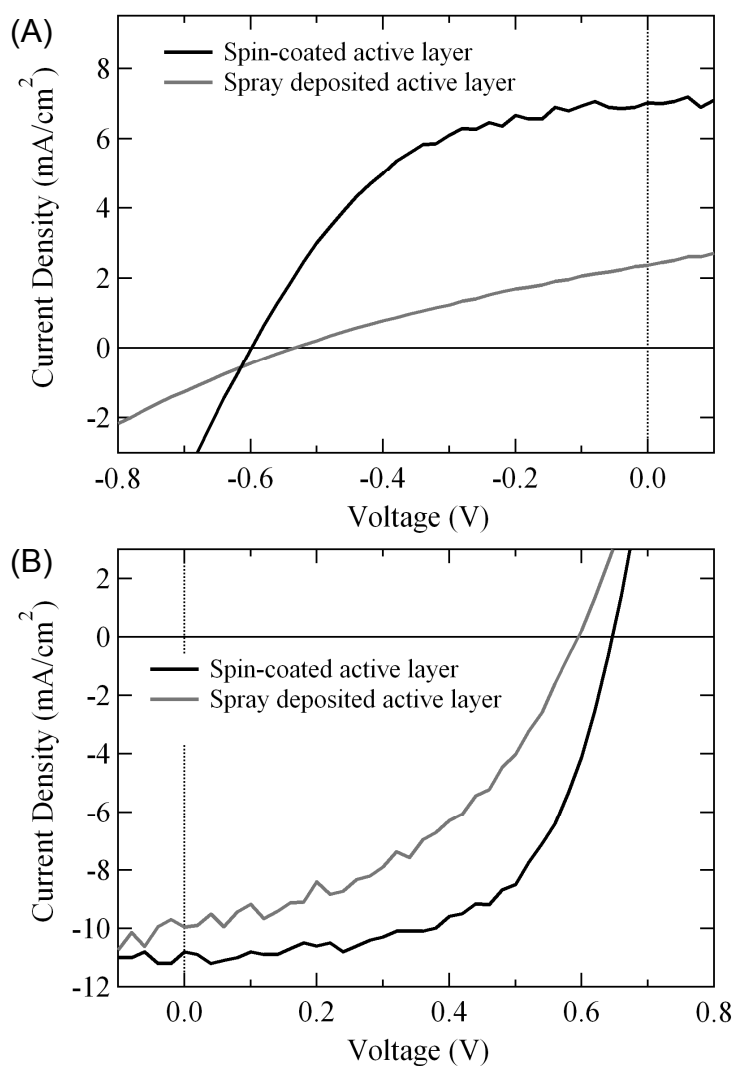 (A)
Spin-coated active layer
Spray deposited active layer
Current Density (mA/cm²)
8
6
4
2
0
-2
-0.8
-0.6
-0.4
-0.2
0.0
Voltage (V)
(B)
Spin-coated active layer
Spray deposited active layer
Current Density (mA/cm²)
2
0
-2
-4
-6
-8
-10
-12
0.0
0.2
0.4
0.6
0.8
Voltage (V)